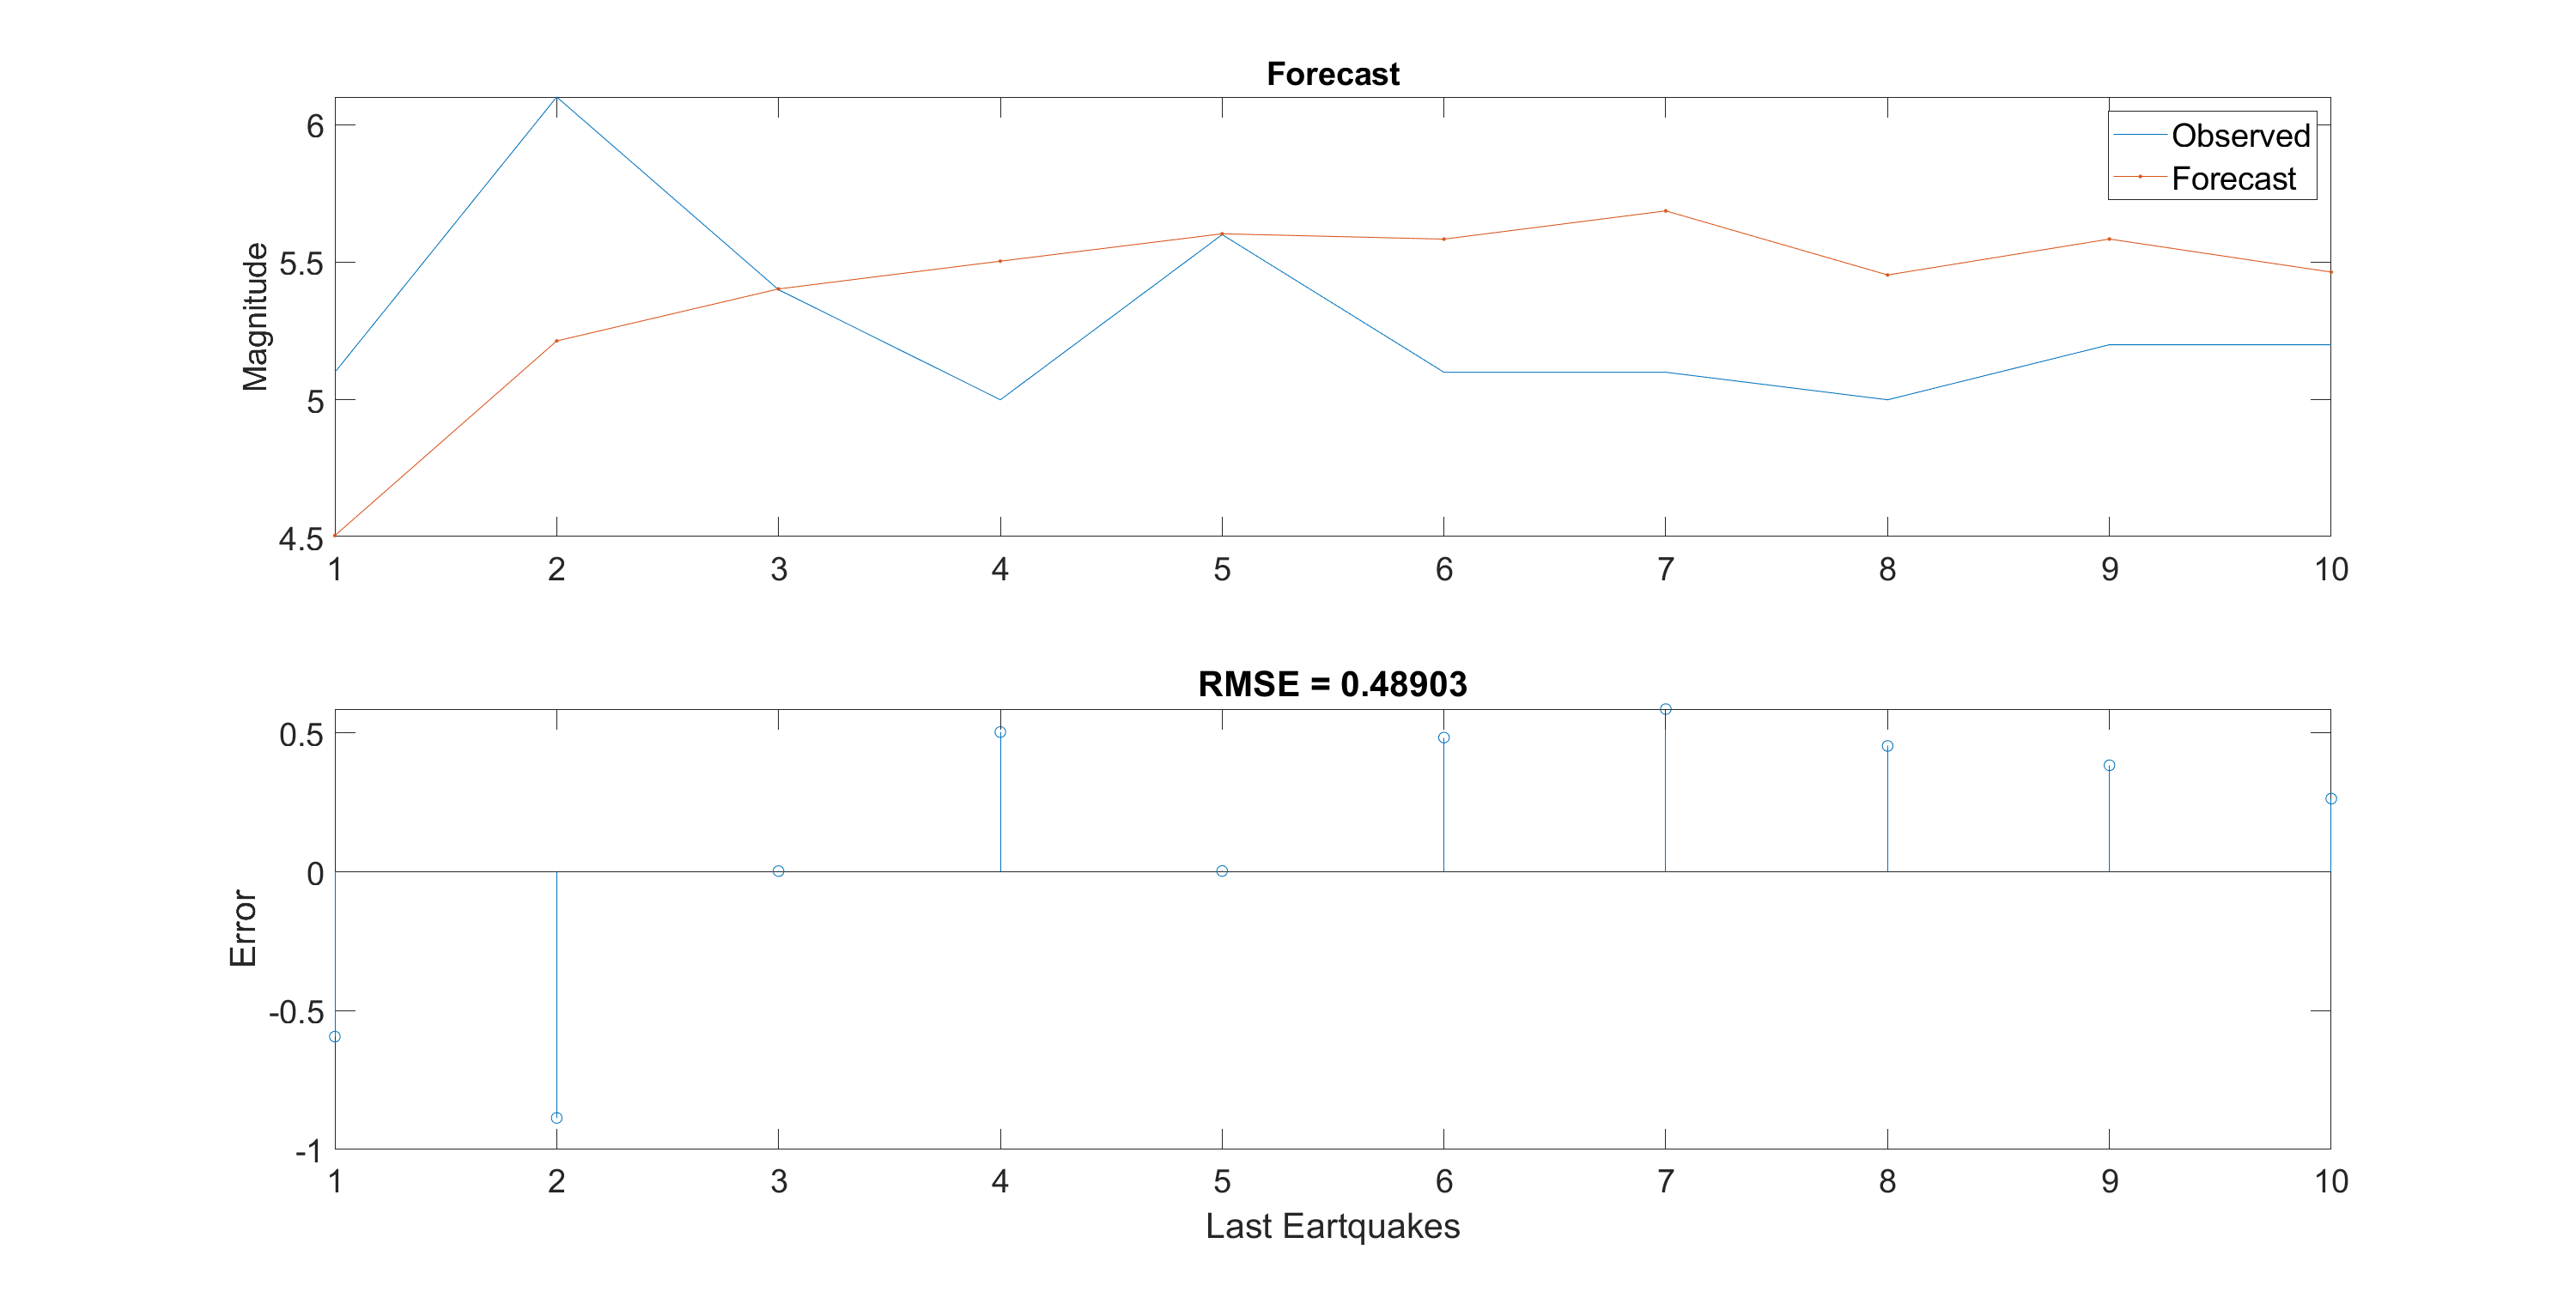 Forecast
6
5.5
5
4.5
Magnitude
Observed
Forecast
1 2 3 4 5 6 7 8 9 10
RMSE = 0.48903
0.5
0
-0.5
-1
Error
1 2 3 4 5 6 7 8 9 10
Last Eartquakes